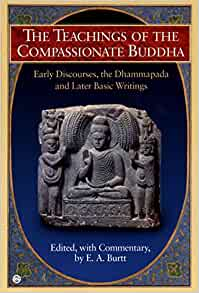 THE TEACHINGS OF THE
COMPASSIONATE BUDDHA
Early Discourses, the Dhammapada
and Later Basic Writings
Edited, with Commentary,
by E. A. Burtt